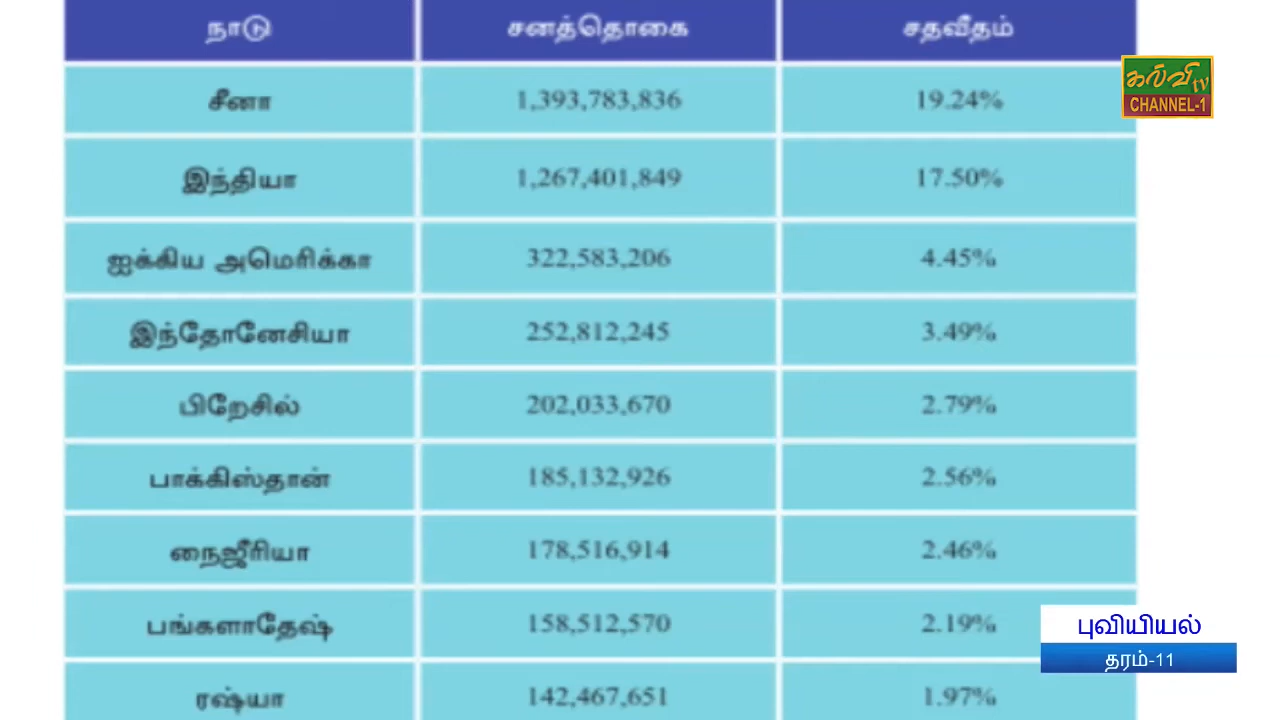 நாடு சனத்தொகை சதவீதம்
சீனா 1,393,783,836 19.24%
இந்தியா 1,267,401,849 17.50%
ஐக்கிய அமெரிக்கா 322,583,206 4.45%
இந்தோனேசியா 252,812,245 3.49%
பிறேசில் 202,033,670 2.79%
பாக்கிஸ்தான் 185,132,926 2.56%
நைஜீரியா 178,516,914 2.46%
பங்களாதேஷ் 158,512,570 2.19%
ரஷ்யா 142,467,651 1.97%
கல்வி tv
CHANNEL-1
புவியியல்
தரம்-11